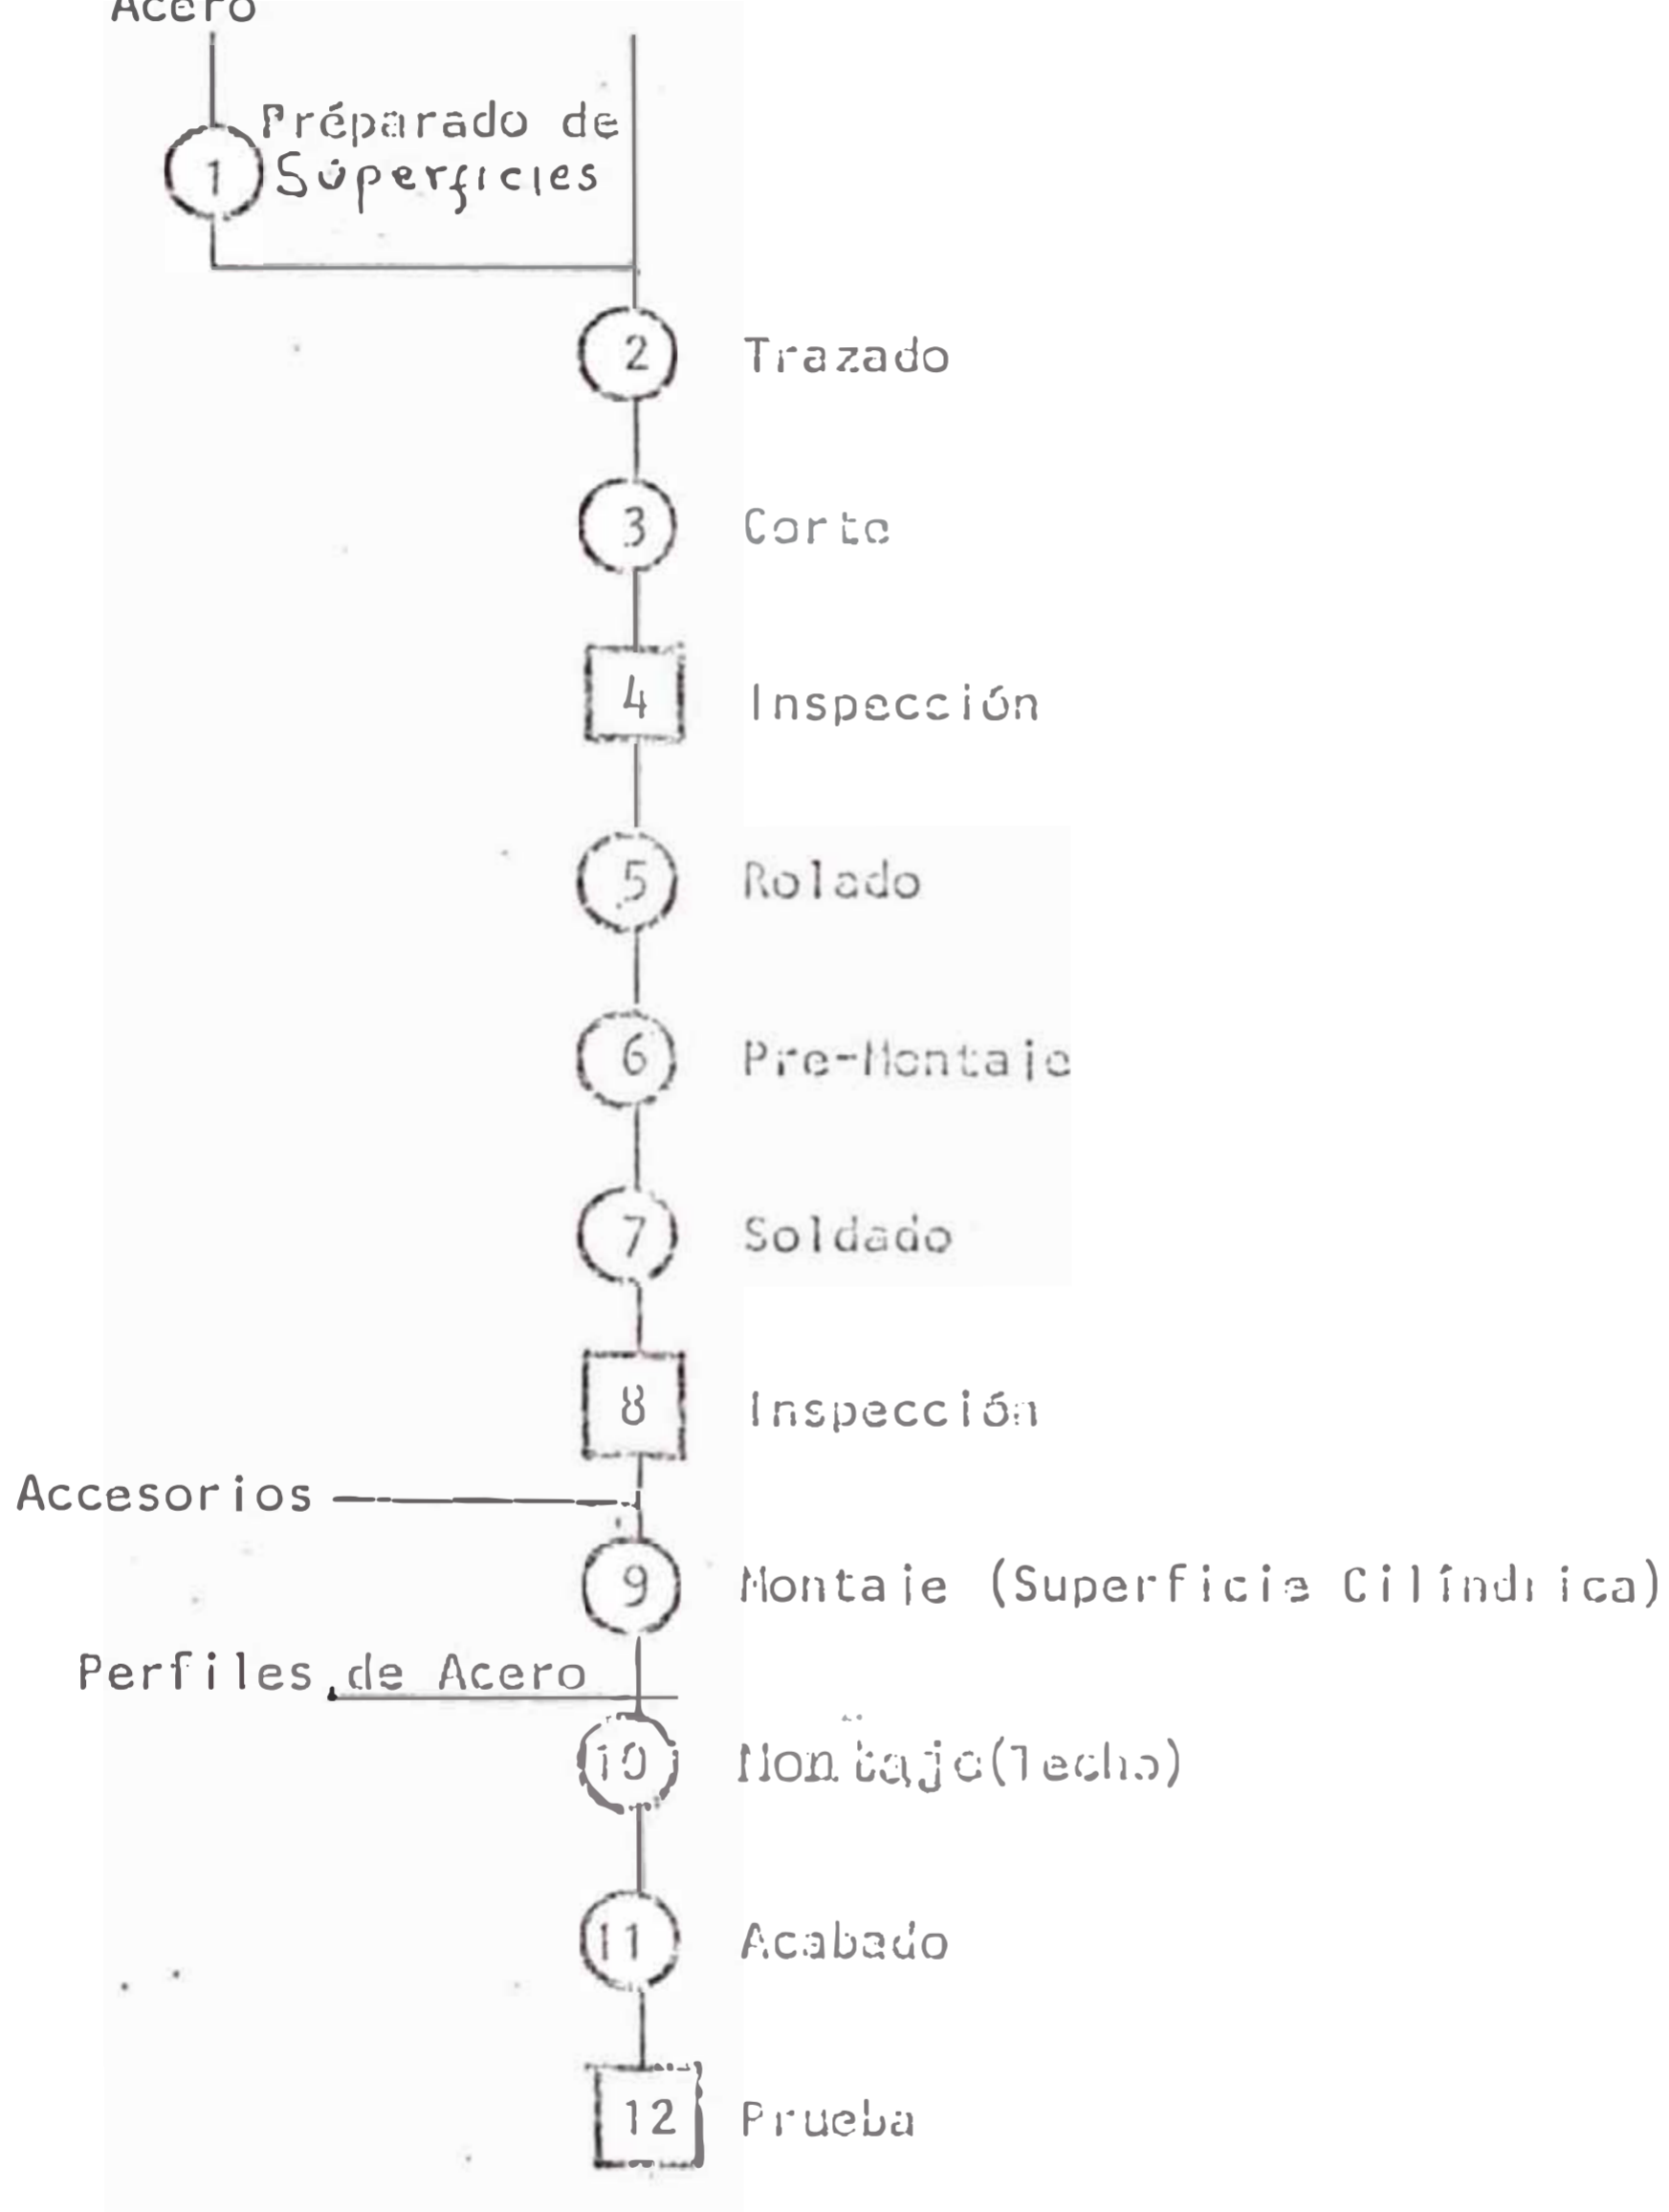 Acero
Préparado de
1 Superficies
2 Trazado
3 Corte
4 Inspección
5 Rolado
6 Pre-Montaje
7 Soldado
8 Inspección
Accesorios
9 Montaje (Superficie Cilíndrica)
Perfiles de Acero
10 Montaje(Techo)
11 Acabado
12 Prueba